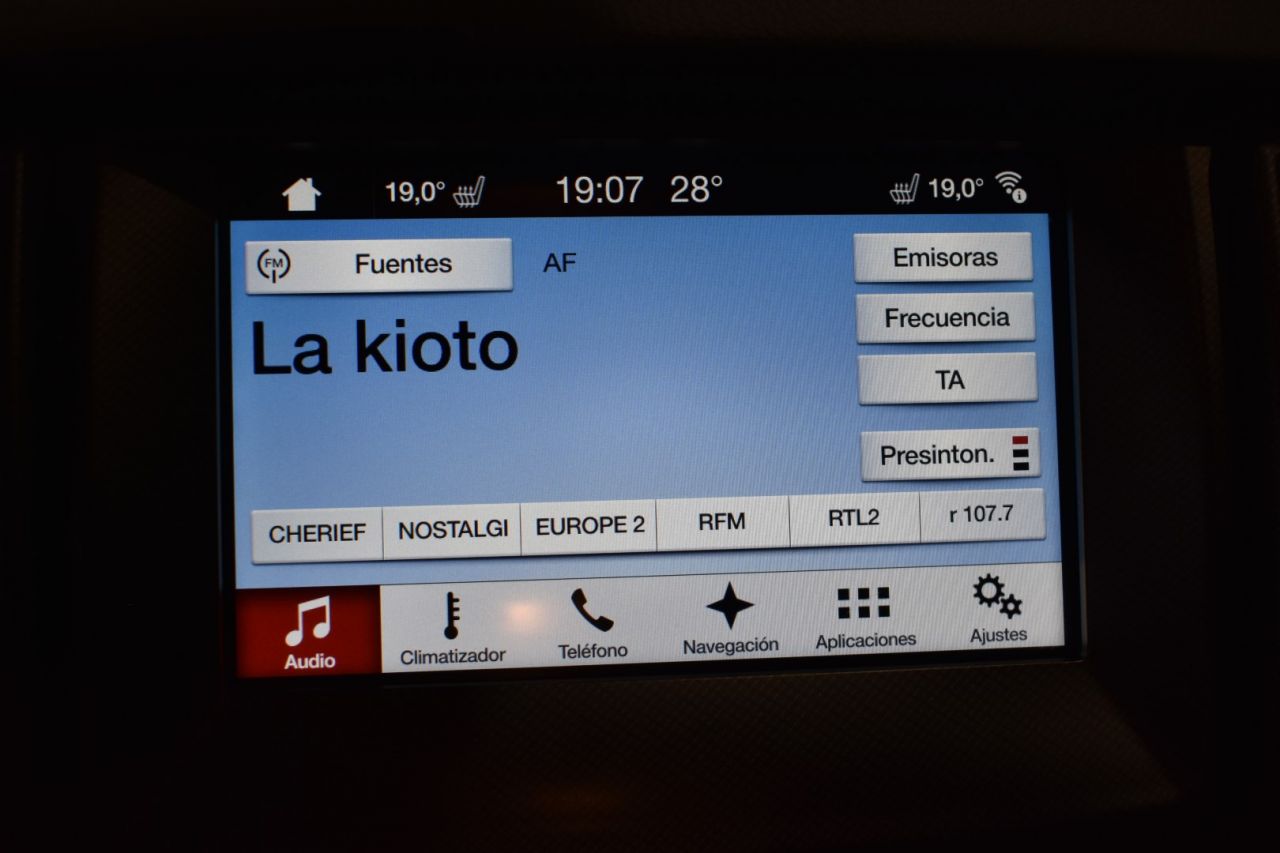 19,0° 19:07 28° 19,0°
FM Fuentes AF Emisoras
La kioto
Frecuencia
TA
Presinton.
CHERIEF NOSTALGI EUROPE 2 RFM RTL2 r 107.7
Audio Climatizador Teléfono Navegación Aplicaciones Ajustes